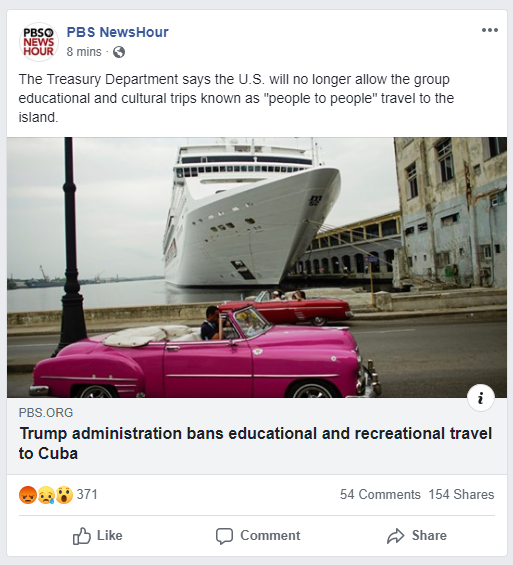 PBS
NEWS
HOUR
PBS NewsHour
8 mins ·
The Treasury Department says the U.S. will no longer allow the group
educational and cultural trips known as "people to people" travel to the
island.
i
PBS.ORG
Trump administration bans educational and recreational travel
to Cuba
371
54 Comments 154 Shares
Like
Comment
Share